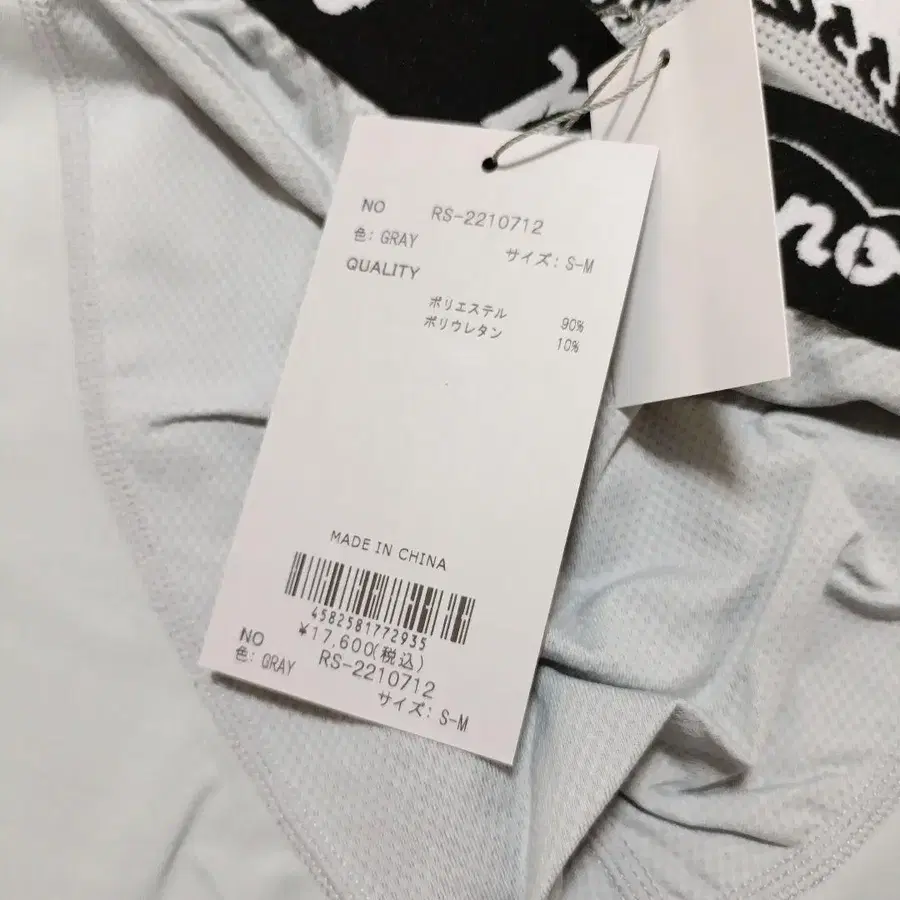 NO RS-2210712
色: GRAY サイズ: S-M
QUALITY
ポリエステル 90%
ポリウレタン 10%
MADE IN CHINA
4582581772935
¥17,600(税込)
NO RS-2210712
色: GRAY サイズ: S-M
no